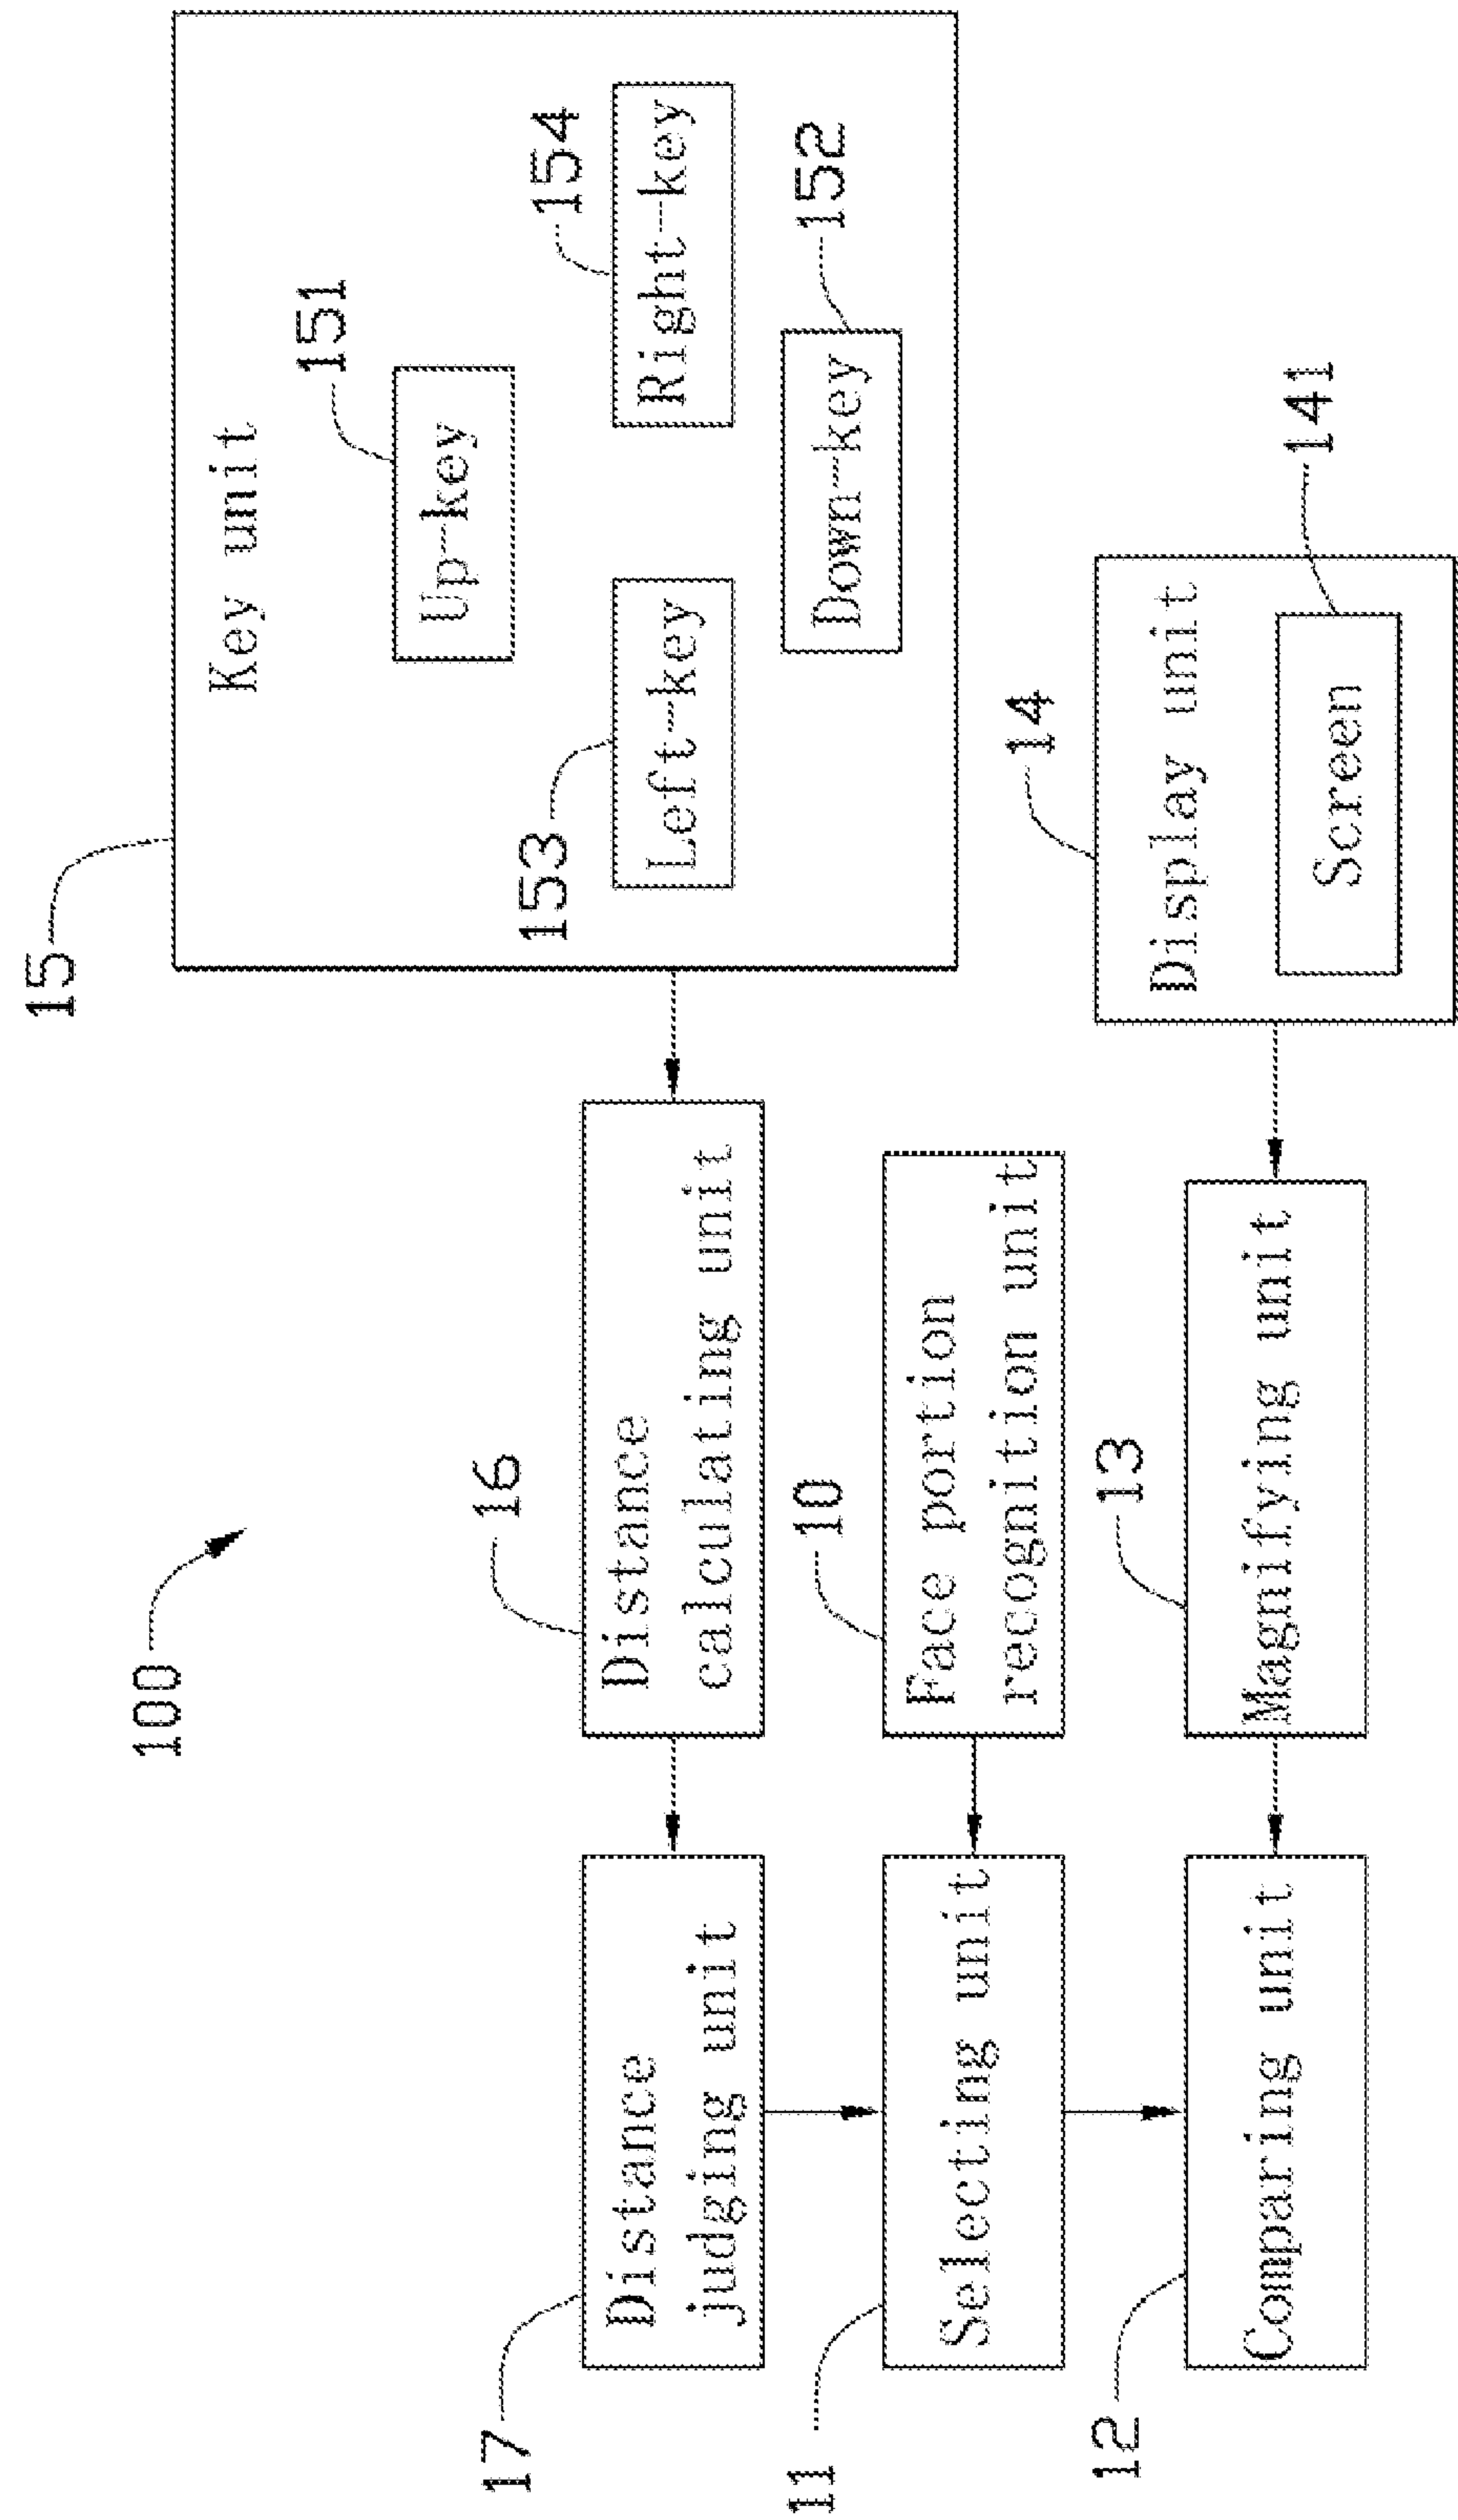 100
15
Key unit
151
Up-key
153
Left-key
154
Right-key
152
Down-key
17
Distance
judging unit
16
Distance
calculating unit
11
Selecting unit
10
Face portion
recognition unit
12
Comparing unit
13
Magnifying unit
14
Display unit
141
Screen